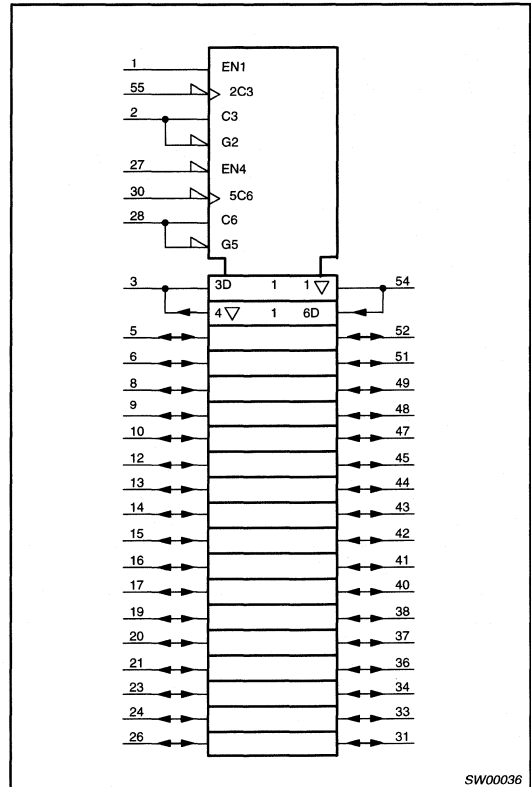 1 EN1
55 2C3
2 C3
G2
27 EN4
30 5C6
28 C6
G5
3 3D 1 1 ▽ 54
4 ▽ 1 6D
5 52
6 51
8 49
9 48
10 47
12 45
13 44
14 43
15 42
16 41
17 40
19 38
20 37
21 36
23 34
24 33
26 31
SW00036